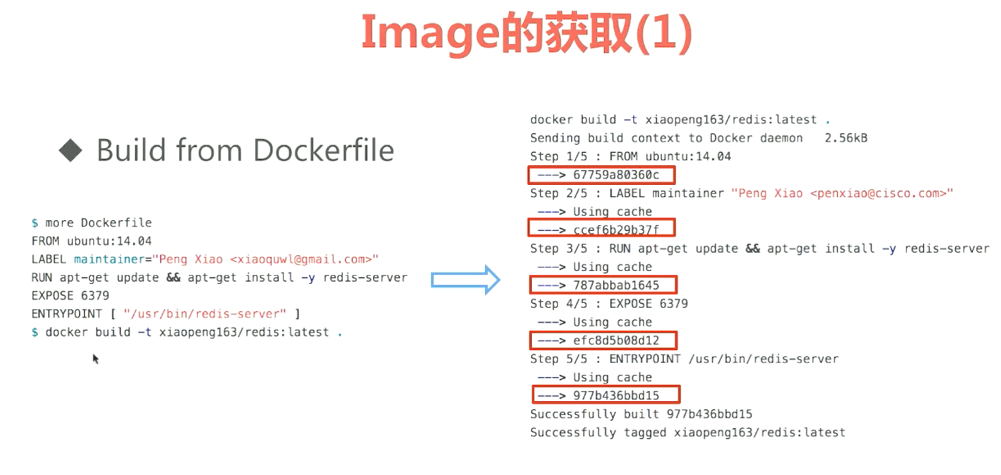 Image的获取(1)
◆ Build from Dockerfile
$ more Dockerfile
FROM ubuntu:14.04
LABEL maintainer="Peng Xiao <xiaoquwl@gmail.com>"
RUN apt-get update && apt-get install -y redis-server
EXPOSE 6379
ENTRYPOINT [ "/usr/bin/redis-server" ]
$ docker build -t xiaopeng163/redis:latest .
docker build -t xiaopeng163/redis:latest .
Sending build context to Docker daemon 2.56kB
Step 1/5 : FROM ubuntu:14.04
---> 67759a80360c
Step 2/5 : LABEL maintainer "Peng Xiao <penxiao@cisco.com>"
---> Using cache
---> ccef6b29b37f
Step 3/5 : RUN apt-get update && apt-get install -y redis-server
---> Using cache
---> 787abbab1645
Step 4/5 : EXPOSE 6379
---> Using cache
---> efc8d5b08d12
Step 5/5 : ENTRYPOINT /usr/bin/redis-server
---> Using cache
---> 977b436bbd15
Successfully built 977b436bbd15
Successfully tagged xiaopeng163/redis:latest